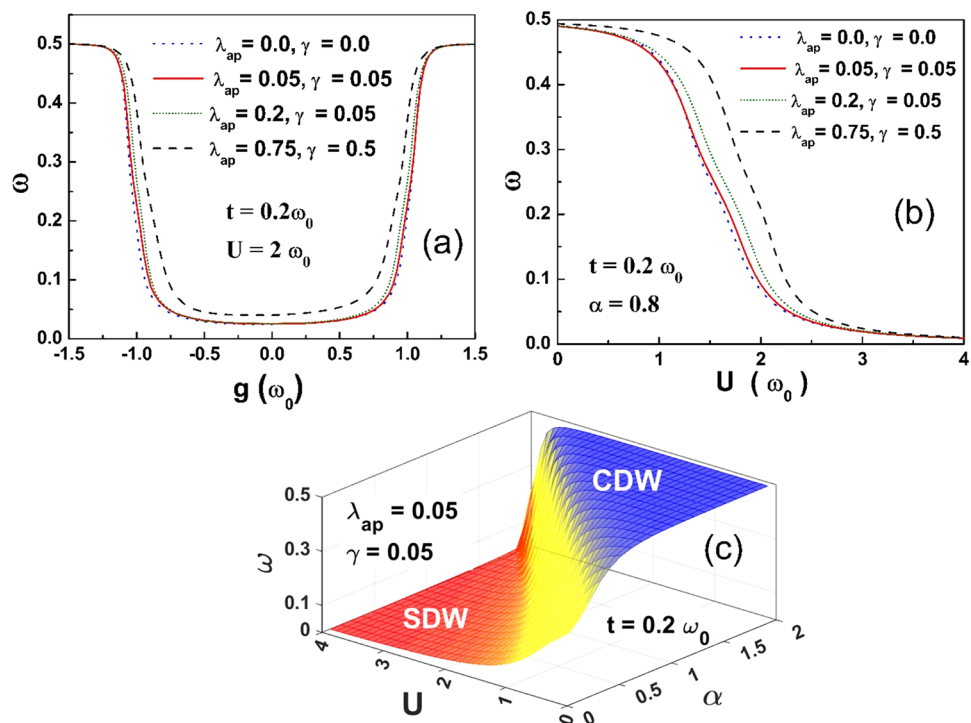 0.5
0.4
0.3
0.2
0.1
0.0
ω
λap = 0.0, γ = 0.0
λap = 0.05, γ = 0.05
λap = 0.2, γ = 0.05
λap = 0.75, γ = 0.5
t = 0.2ω0
U = 2 ω0
(a)
-1.5 -1.0 -0.5 0.0 0.5 1.0 1.5
g (ω0)
0.5
0.4
0.3
0.2
0.1
0.0
ω
λap = 0.0, γ = 0.0
λap = 0.05, γ = 0.05
λap = 0.2, γ = 0.05
λap = 0.75, γ = 0.5
(b)
t = 0.2 ω0
α = 0.8
0 1 2 3 4
U ( ω0 )
0.5
0.3
0.1
0
ω
λap = 0.05
γ = 0.05
CDW
(c)
SDW
t = 0.2 ω0
4 3 2 1 0
U
0 0.5 1 1.5 2
α